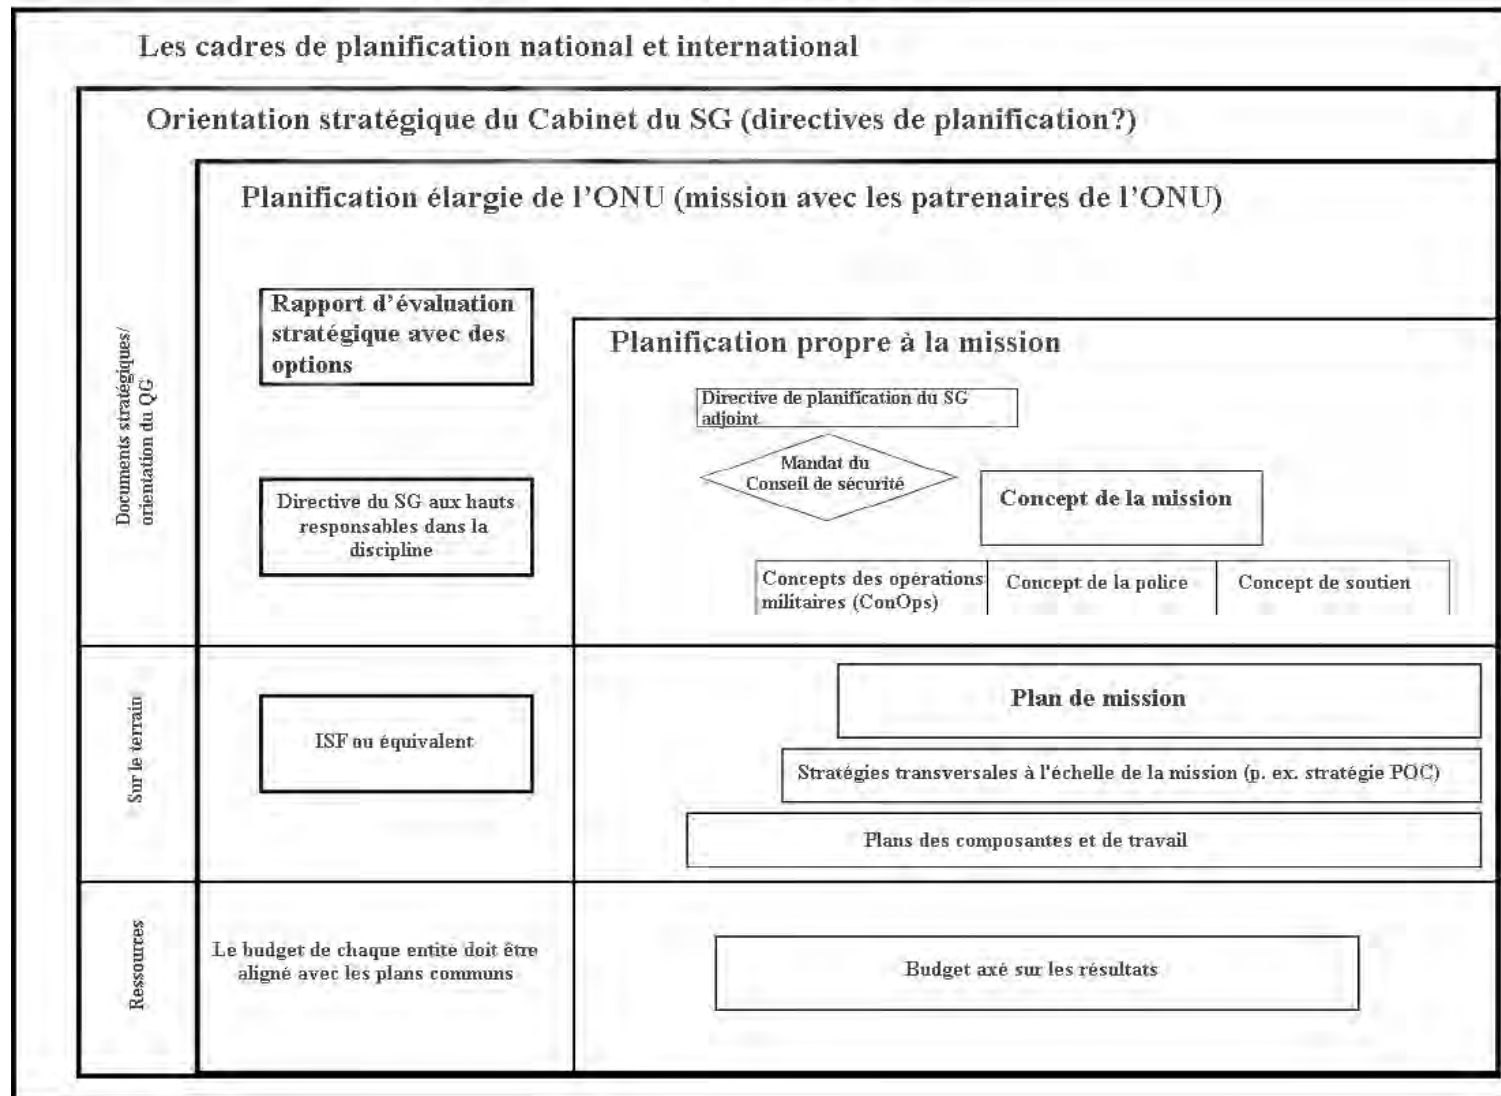 Les cadres de planification national et international
Orientation stratégique du Cabinet du SG (directives de planification?)
Planification élargie de l'ONU (mission avec les patrenaires de l'ONU)
Documents stratégiques/
orientation du QG
Rapport d'évaluation
stratégique avec des
options
Directive du SG aux hauts
responsables dans la
discipline
Planification propre à la mission
Directive de planification du SG
adjoint
Mandat du
Conseil de sécurité
Concept de la mission
Concepts des opérations
militaires (ConOps)
Concept de la police
Concept de soutien
Sur le terrain
ISF ou équivalent
Plan de mission
Stratégies transversales à l'échelle de la mission (p. ex. stratégie POC)
Plans des composantes et de travail
Ressources
Le budget de chaque entité doit être
aligné avec les plans communs
Budget axé sur les résultats